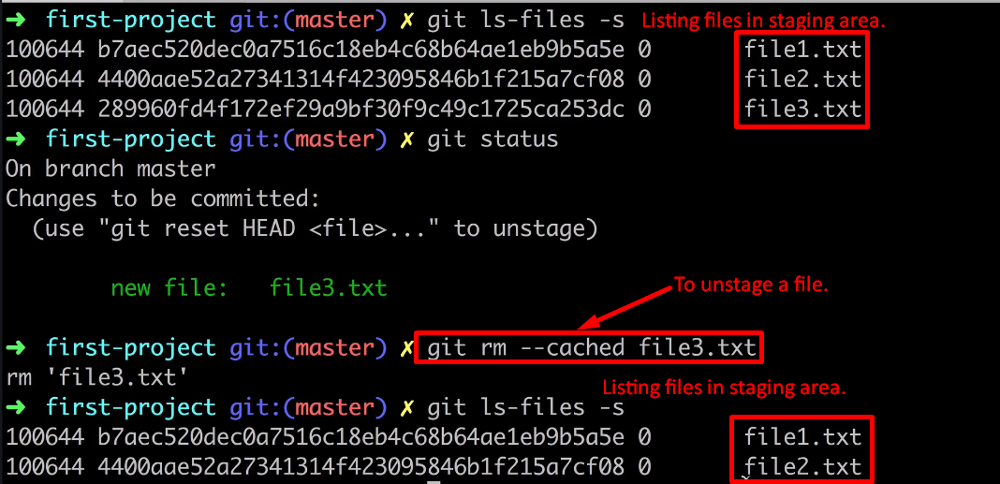 ➜ first-project git:(master) ✗ git ls-files -s Listing files in staging area.
100644 b7aec520dec0a7516c18eb4c68b64ae1eb9b5a5e 0 file1.txt
100644 4400aae52a27341314f423095846b1f215a7cf08 0 file2.txt
100644 289960fd4f172ef29a9bf30f9c49c1725ca253dc 0 file3.txt
➜ first-project git:(master) ✗ git status
On branch master
Changes to be committed:
(use "git reset HEAD <file>..." to unstage)
new file: file3.txt
To unstage a file.
➜ first-project git:(master) ✗ git rm --cached file3.txt
rm 'file3.txt'
Listing files in staging area.
➜ first-project git:(master) ✗ git ls-files -s
100644 b7aec520dec0a7516c18eb4c68b64ae1eb9b5a5e 0 file1.txt
100644 4400aae52a27341314f423095846b1f215a7cf08 0 file2.txt